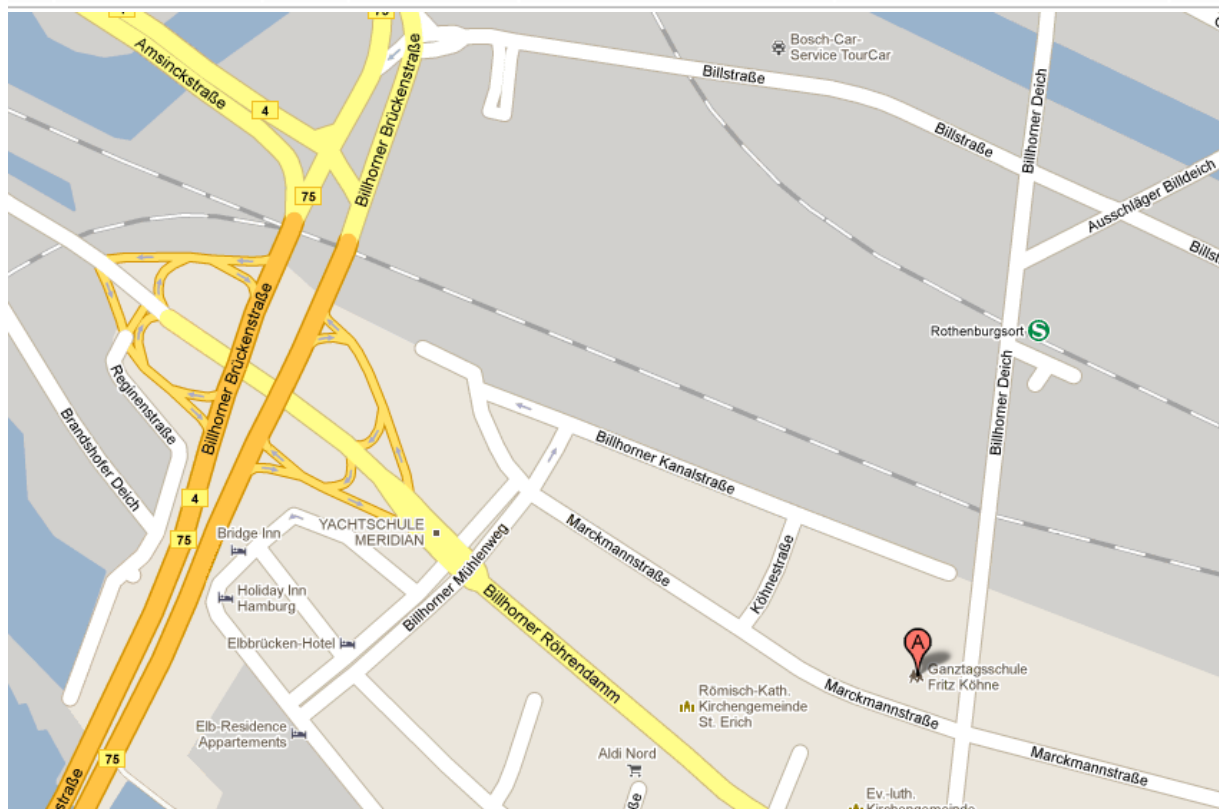 75
4
Bosch-Car-
Service TourCar
Amsinckstraße
Billstraße
4
Billhorner Brückenstraße
Billhorner Deich
Billstraße
75
Ausschläger Billdeich
Billhorner Brückenstraße
Rothenburgsort
S
Reginenstraße
Billhorner Deich
Brandshofer Deich
Billhorner Kanalstraße
4
YACHTSCHULE
MERIDIAN
Bridge Inn
75
Marckmannstraße
Billhorner Mühlenweg
Köhnestraße
Holiday Inn
Hamburg
Elbbrücken-Hotel
Billhorner Röhrendamm
A
Ganztagsschule
Fritz Köhne
Römisch-Kath.
Kirchengemeinde
St. Erich
Marckmannstraße
Elb-Residence
Appartements
Aldi Nord
75
Marckmannstraße
Ev.-luth.